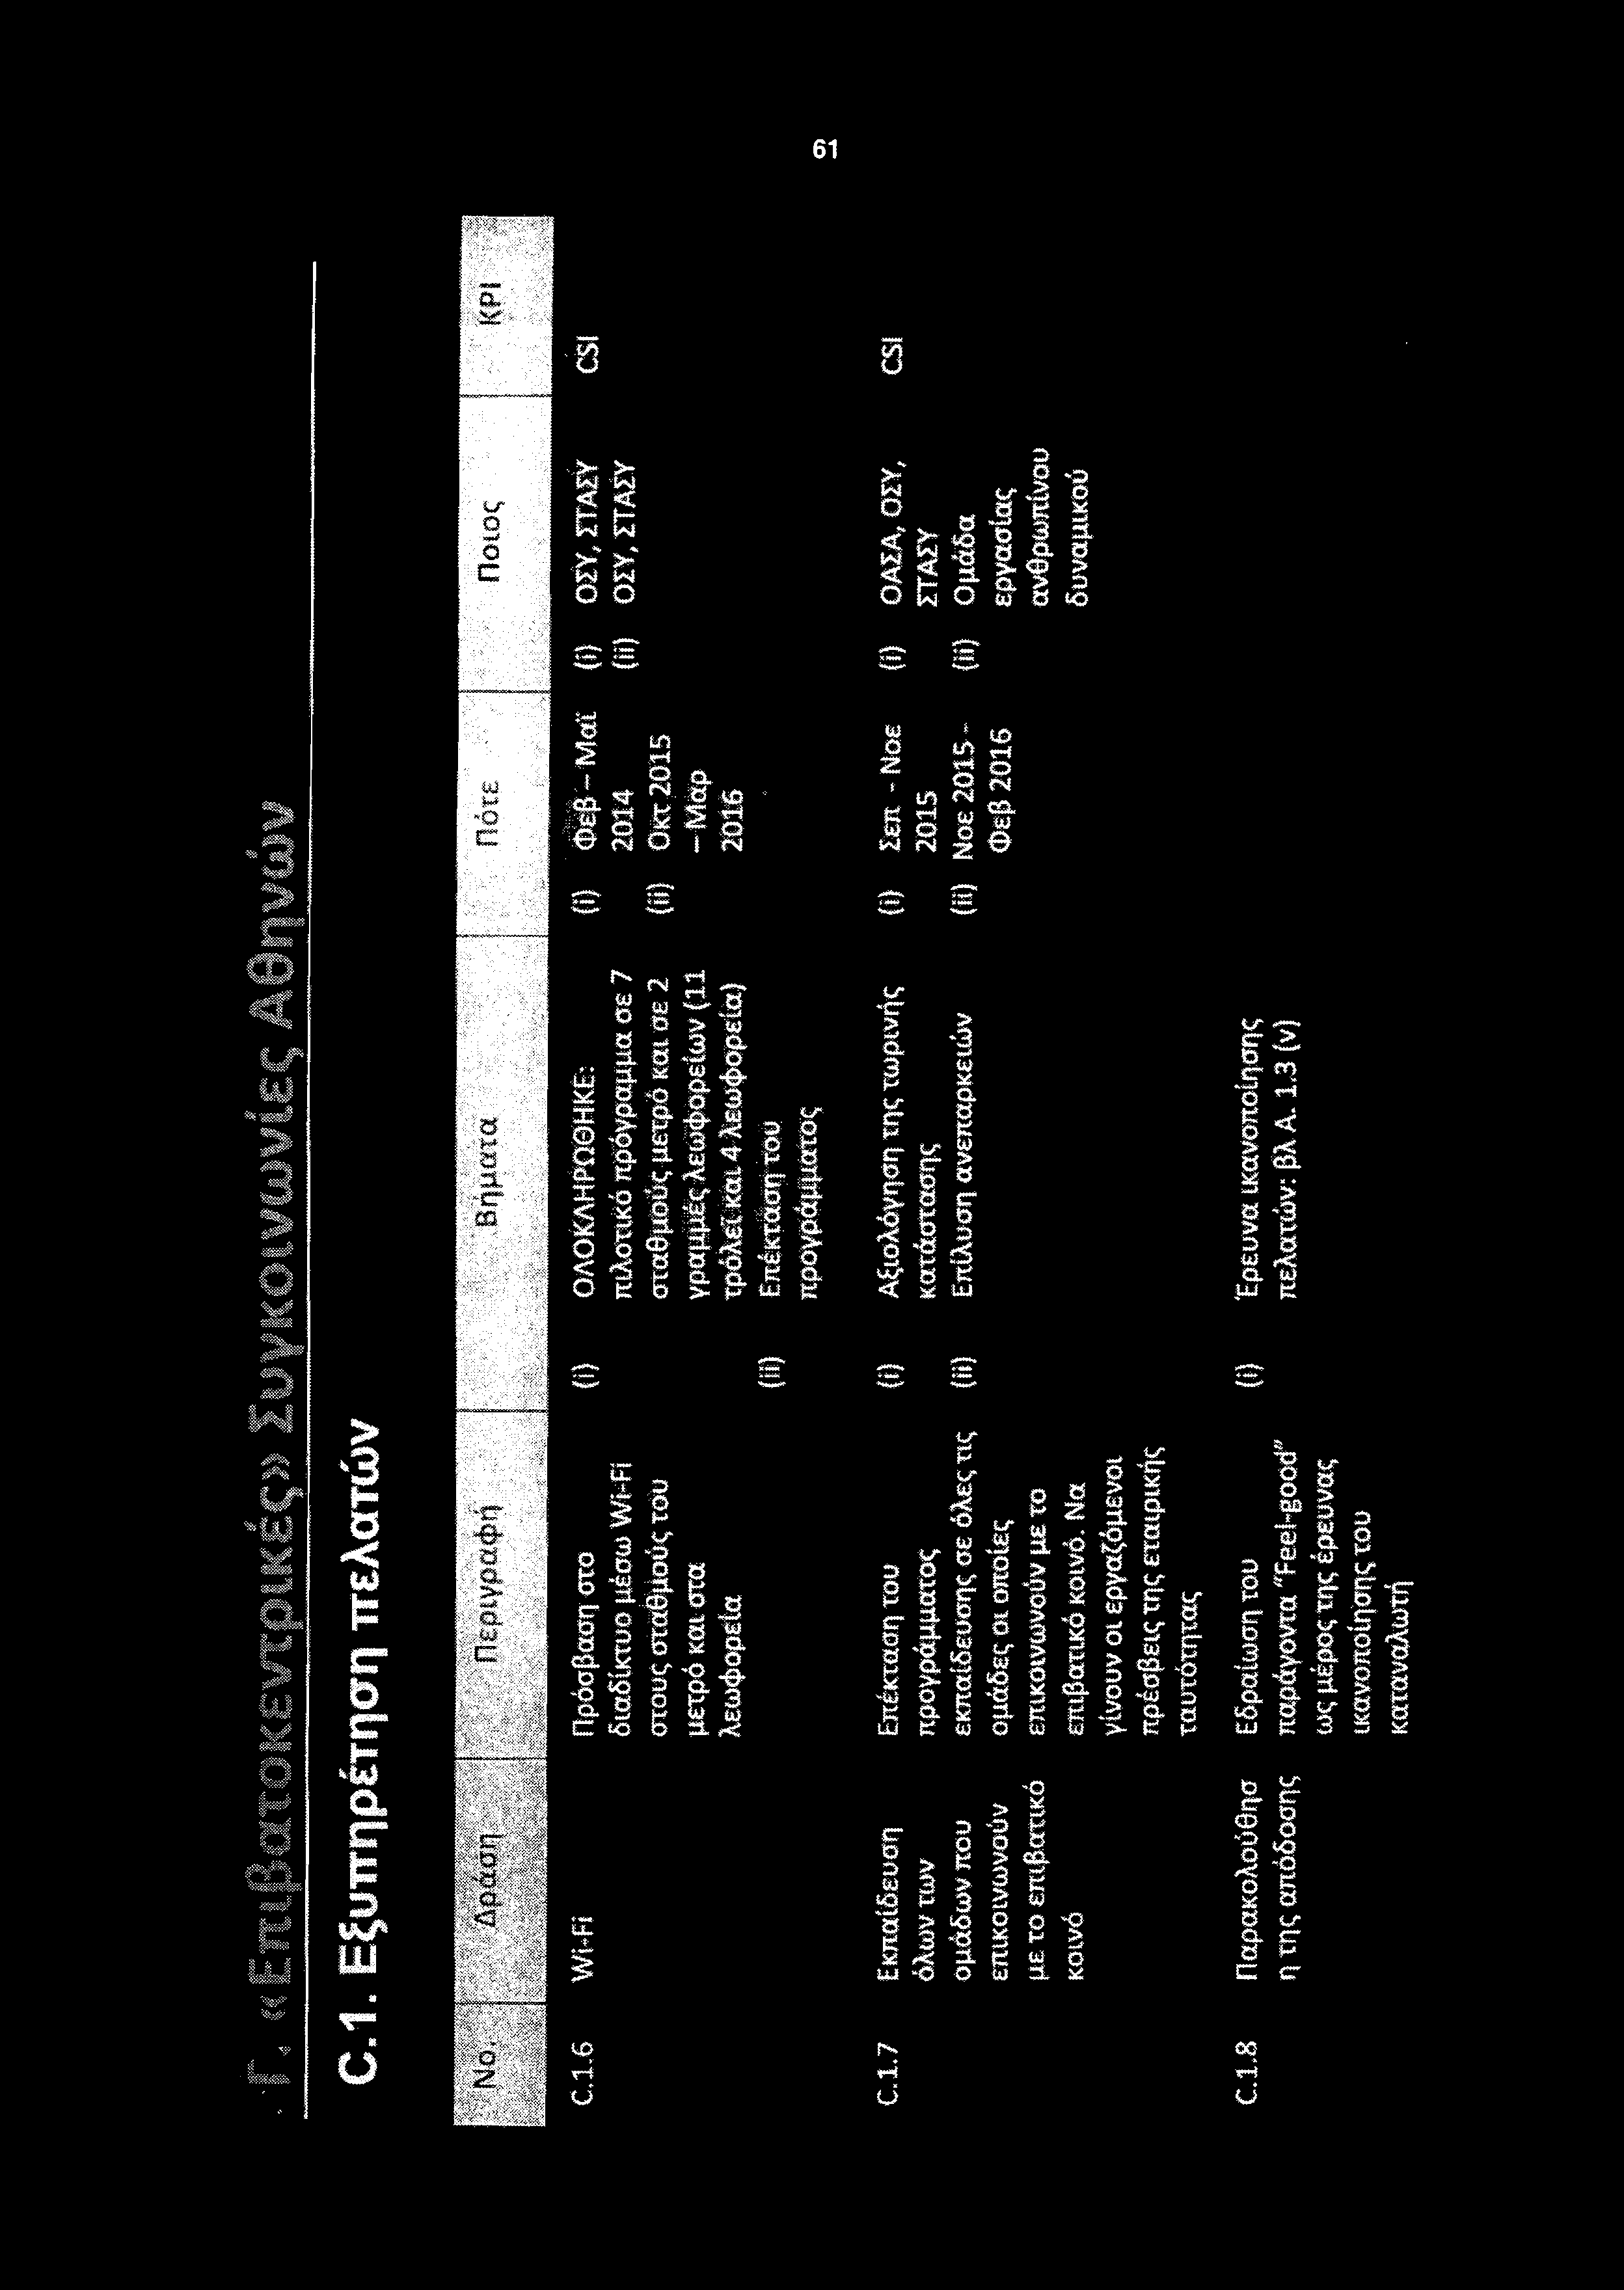 61
Γ. «Επιβατοκεντρικές» Συγκοινωνίες Αθηνών
C.1. Εξυπηρέτηση πελατών
No. Δράση Περιγραφή Βήματα Πότε Ποιος KPI
C.1.6 Wi-Fi Πρόσβαση στο (i) ΟΛΟΚΛΗΡΩΘΗΚΕ: (i) Φεβ – Μαϊ (i) ΟΣΥ, ΣΤΑΣΥ CSI
διαδίκτυο μέσω Wi-Fi πιλοτικό πρόγραμμα σε 7 2014 (ii) ΟΣΥ, ΣΤΑΣΥ
στους σταθμούς του σταθμούς μετρό και σε 2 (ii) Οκτ 2015
μετρό και στα γραμμές λεωφορείων (11 – Μαρ
λεωφορεία τρόλεϊ και 4 λεωφορεία) 2016
(ii) Επέκταση του
προγράμματος
C.1.7 Εκπαίδευση Επέκταση του (i) Αξιολόγηση της τωρινής (i) Σεπ - Νοε (i) ΟΑΣΑ, ΟΣΥ, CSI
όλων των προγράμματος κατάστασης 2015 ΣΤΑΣΥ
ομάδων που εκπαίδευσης σε όλες τις (ii) Επίλυση ανεπαρκειών (ii) Νοε 2015 - (ii) Ομάδα
επικοινωνούν ομάδες οι οποίες Φεβ 2016 εργασίας
με το επιβατικό επικοινωνούν με το ανθρωπίνου
κοινό επιβατικό κοινό. Να δυναμικού
γίνουν οι εργαζόμενοι
πρέσβεις της εταιρικής
ταυτότητας
C.1.8 Παρακολούθησ Εδραίωση του (i) Έρευνα ικανοποίησης
η της απόδοσης παράγοντα "Feel-good" πελατών: βλ Α. 1.3 (v)
ως μέρος της έρευνας
ικανοποίησης του
καταναλωτή